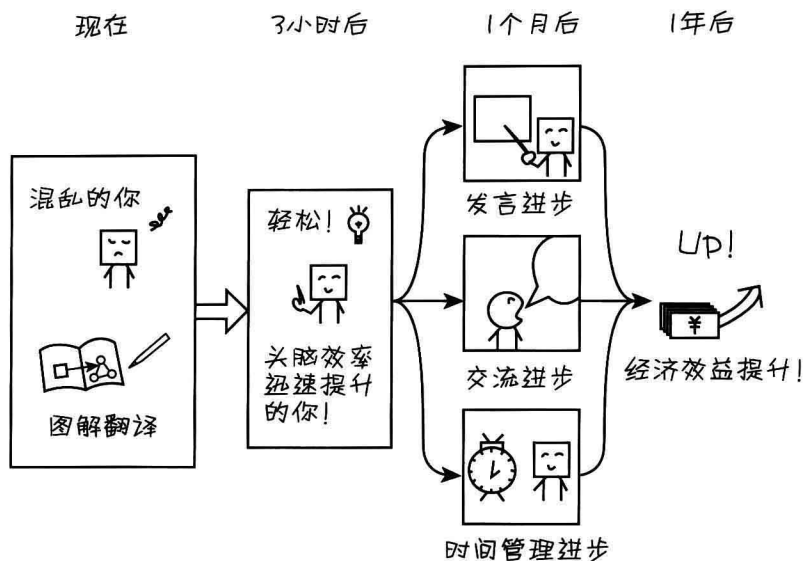 现在
3小时后
1个月后
1年后
混乱的你
图解翻译
轻松!
头脑效率
迅速提升
的你!
发言进步
交流进步
时间管理进步
UP!
¥
经济效益提升!